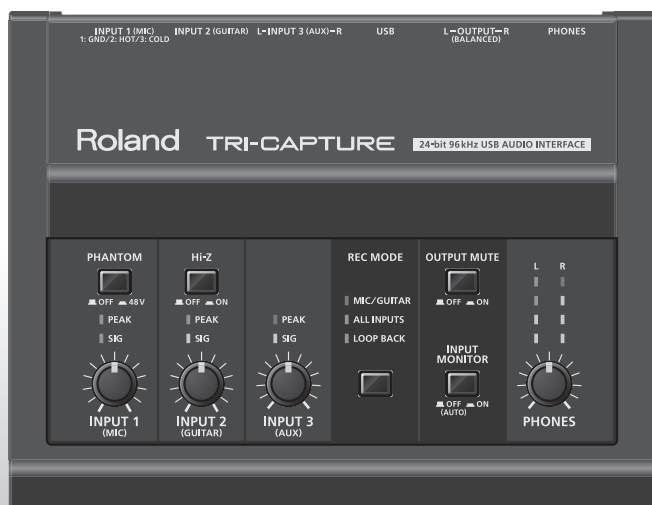 INPUT 1 (MIC) INPUT 2 (GUITAR) L–INPUT 3 (AUX)–R USB L–OUTPUT–R PHONES
1: GND/2: HOT/3: COLD (BALANCED)
Roland TRI-CAPTURE 24-bit 96kHz USB AUDIO INTERFACE
PHANTOM Hi-Z REC MODE OUTPUT MUTE
L R
OFF 48V OFF ON MIC/GUITAR OFF ON
PEAK PEAK PEAK ALL INPUTS
SIG SIG SIG LOOP BACK
INPUT
MONITOR
OFF ON
(AUTO)
INPUT 1 INPUT 2 INPUT 3 PHONES
(MIC) (GUITAR) (AUX)